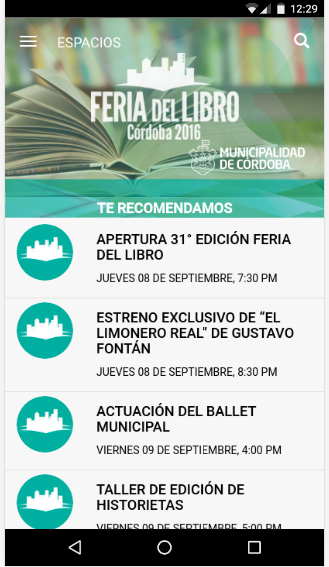 12:29
ESPACIOS
FERIA DEL LIBRO
Córdoba 2016
MUNICIPALIDAD
DE CÓRDOBA
TE RECOMENDAMOS
APERTURA 31° EDICIÓN FERIA
DEL LIBRO
JUEVES 08 DE SEPTIEMBRE, 7:30 PM
ESTRENO EXCLUSIVO DE “EL
LIMONERO REAL” DE GUSTAVO
FONTÁN
JUEVES 08 DE SEPTIEMBRE, 8:30 PM
ACTUACIÓN DEL BALLET
MUNICIPAL
VIERNES 09 DE SEPTIEMBRE, 4:00 PM
TALLER DE EDICIÓN DE
HISTORIETAS
VIERNES 09 DE SEPTIEMBRE, 5:00 PM